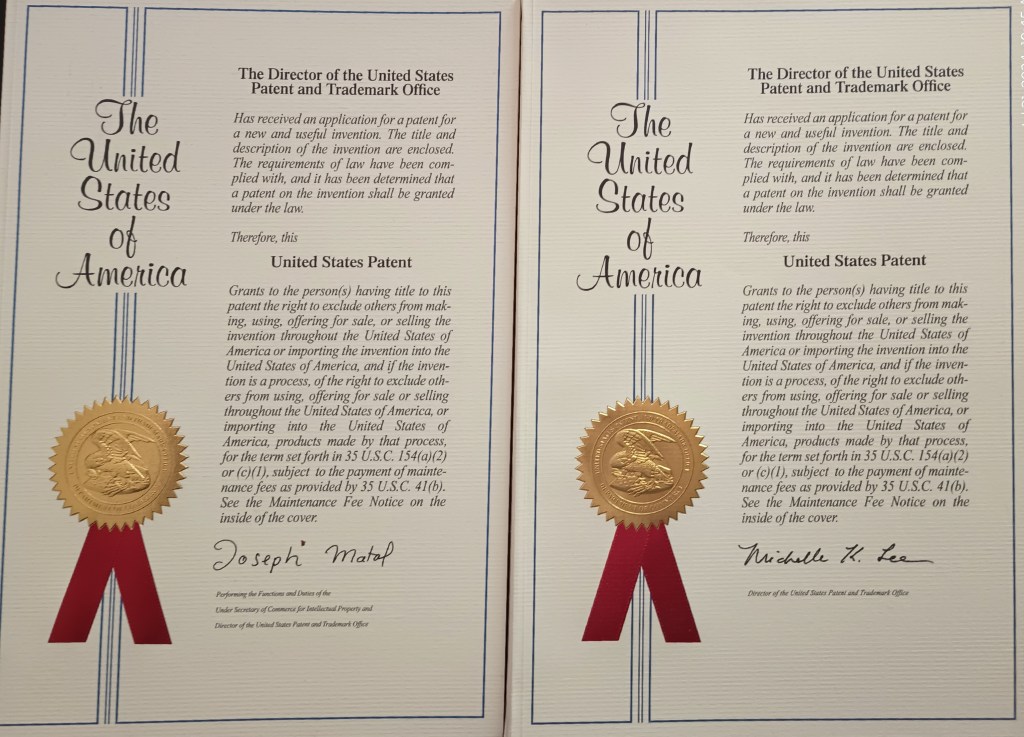 The
United
States
of
America
The Director of the United States
Patent and Trademark Office
Has received an application for a patent for
a new and useful invention. The title and
description of the invention are enclosed.
The requirements of law have been com-
plied with, and it has been determined that
a patent on the invention shall be granted
under the law.
Therefore, this
United States Patent
Grants to the person(s) having title to this
patent the right to exclude others from mak-
ing, using, offering for sale, or selling the
invention throughout the United States of
America or importing the invention into the
United States of America, and if the inven-
tion is a process, of the right to exclude oth-
ers from using, offering for sale or selling
throughout the United States of America, or
importing into the United States of
America, products made by that process,
for the term set forth in 35 U.S.C. 154(a)(2)
or (c)(1), subject to the payment of mainte-
nance fees as provided by 35 U.S.C. 41(b).
See the Maintenance Fee Notice on the
inside of the cover.
Joseph Matal
Performing the Functions and Duties of the
Under Secretary of Commerce for Intellectual Property and
Director of the United States Patent and Trademark Office
The
United
States
of
America
The Director of the United States
Patent and Trademark Office
Has received an application for a patent for
a new and useful invention. The title and
description of the invention are enclosed.
The requirements of law have been com-
plied with, and it has been determined that
a patent on the invention shall be granted
under the law.
Therefore, this
United States Patent
Grants to the person(s) having title to this
patent the right to exclude others from mak-
ing, using, offering for sale, or selling the
invention throughout the United States of
America or importing the invention into the
United States of America, and if the inven-
tion is a process, of the right to exclude oth-
ers from using, offering for sale or selling
throughout the United States of America, or
importing into the United States of
America, products made by that process,
for the term set forth in 35 U.S.C. 154(a)(2)
or (c)(1), subject to the payment of mainte-
nance fees as provided by 35 U.S.C. 41(b).
See the Maintenance Fee Notice on the
inside of the cover.
Michelle K. Lee
Director of the United States Patent and Trademark Office